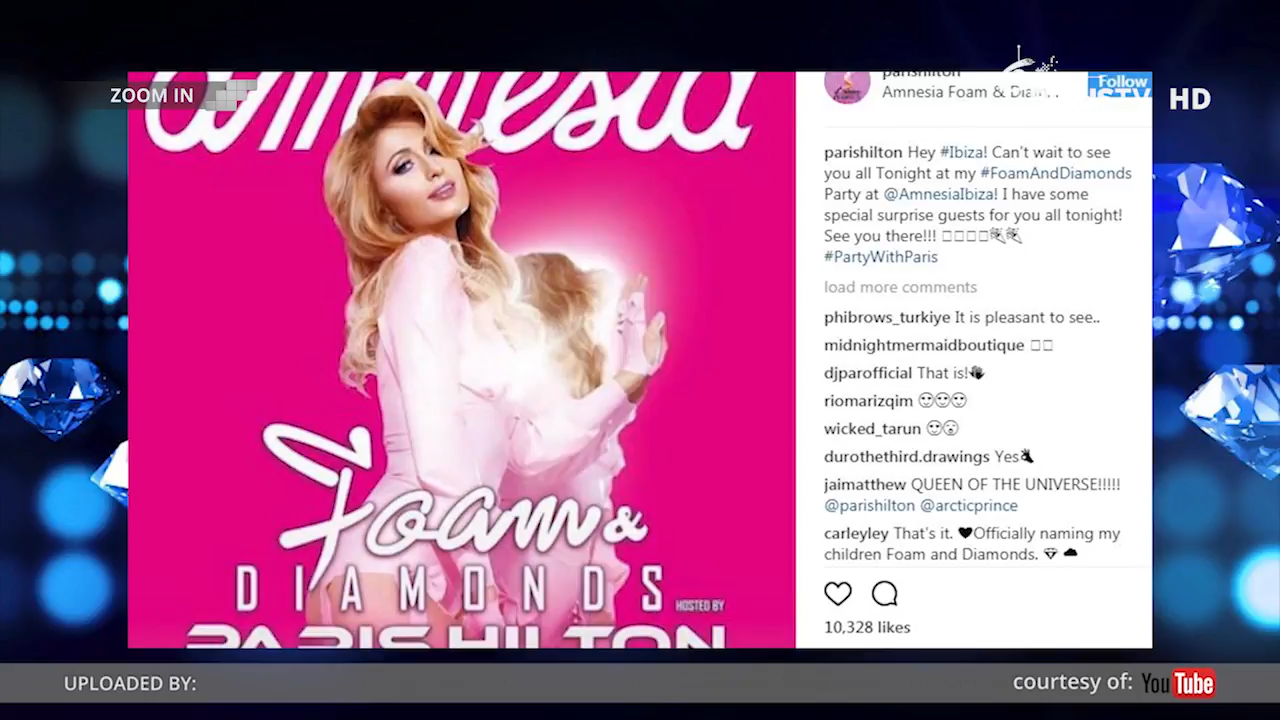 amnesia
ZOOM IN
parishilton
Amnesia Foam &
Follow
HD
parishilton Hey #Ibiza! Can't wait to see
you all Tonight at my #FoamAndDiamonds
Party at @AmnesiaIbiza! I have some
special surprise guests for you all tonight!
See you there!!!
#PartyWithParis
load more comments
phibrows_turkiye It is pleasant to see..
midnightmermaidboutique
djparofficial That is!
riomarizqim
wicked_tarun
durothethird.drawings Yes
jaimatthew QUEEN OF THE UNIVERSE!!!!!
@parishilton @arcticprince
carleyley That's it. ♥Officially naming my
children Foam and Diamonds.
10,328 likes
Foam &
DIAMONDS
HOSTED BY
PARIS HILTON
UPLOADED BY:
courtesy of: YouTube